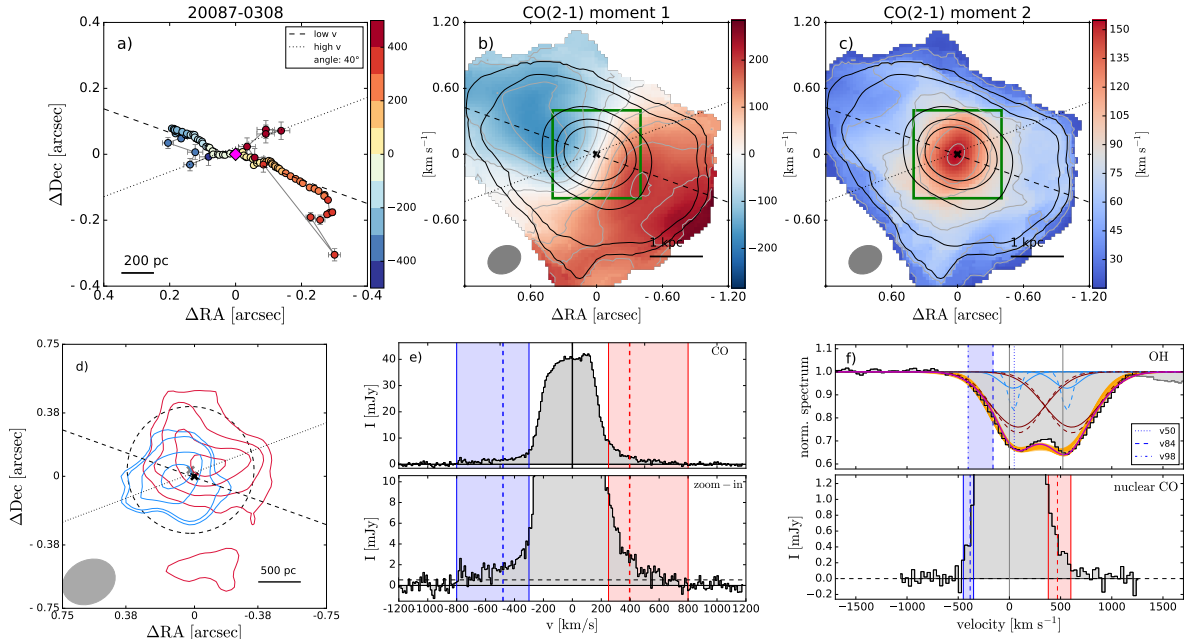 20087-0308
CO(2-1) moment 1
CO(2-1) moment 2
a)
low v
high v
angle: 40°
0.4
0.2
0
- 0.2
- 0.4
ΔDec [arcsec]
0.4 0.2 0 - 0.2 - 0.4
ΔRA [arcsec]
200 pc
400
200
0
−200
−400
[km s⁻¹]
b)
1.20
0.60
0
- 0.60
0.60 0 - 0.60 - 1.20
ΔRA [arcsec]
1 kpc
200
100
0
−100
−200
[km s⁻¹]
c)
1.20
0.60
0
- 0.60
0.60 0 - 0.60 - 1.20
ΔRA [arcsec]
1 kpc
150
135
120
105
90
75
60
45
30
[km s⁻¹]
d)
0.75
0.38
0
- 0.38
- 0.75
ΔDec [arcsec]
0.75 0.38 0 -0.38 -0.75
ΔRA [arcsec]
500 pc
e)
CO
40
30
20
10
0
I [mJy]
zoom−in
10
8
6
4
2
0
I [mJy]
-1200 -1000 -800 -600 -400 -200 0 200 400 600 800 1000 1200
v [km/s]
f)
OH
1.1
1.0
0.9
0.8
0.7
0.6
norm. spectrum
v50
v84
v98
nuclear CO
1.2
1.0
0.8
0.6
0.4
0.2
0.0
−0.2
I [mJy]
−1500 −1000 −500 0 500 1000 1500
velocity [km s⁻¹]